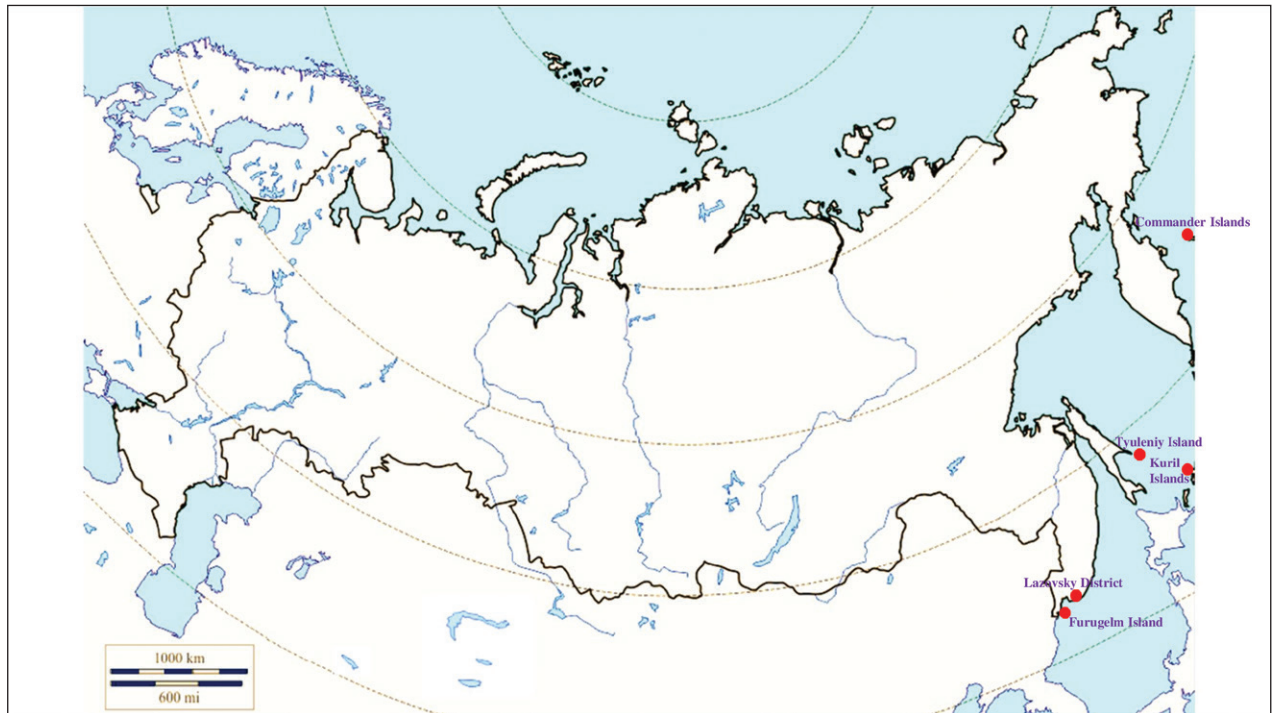 Commander Islands
Tyuleniy Island
Kuril
Islands
Lazovsky District
Furugelm Island
1000 km
600 mi